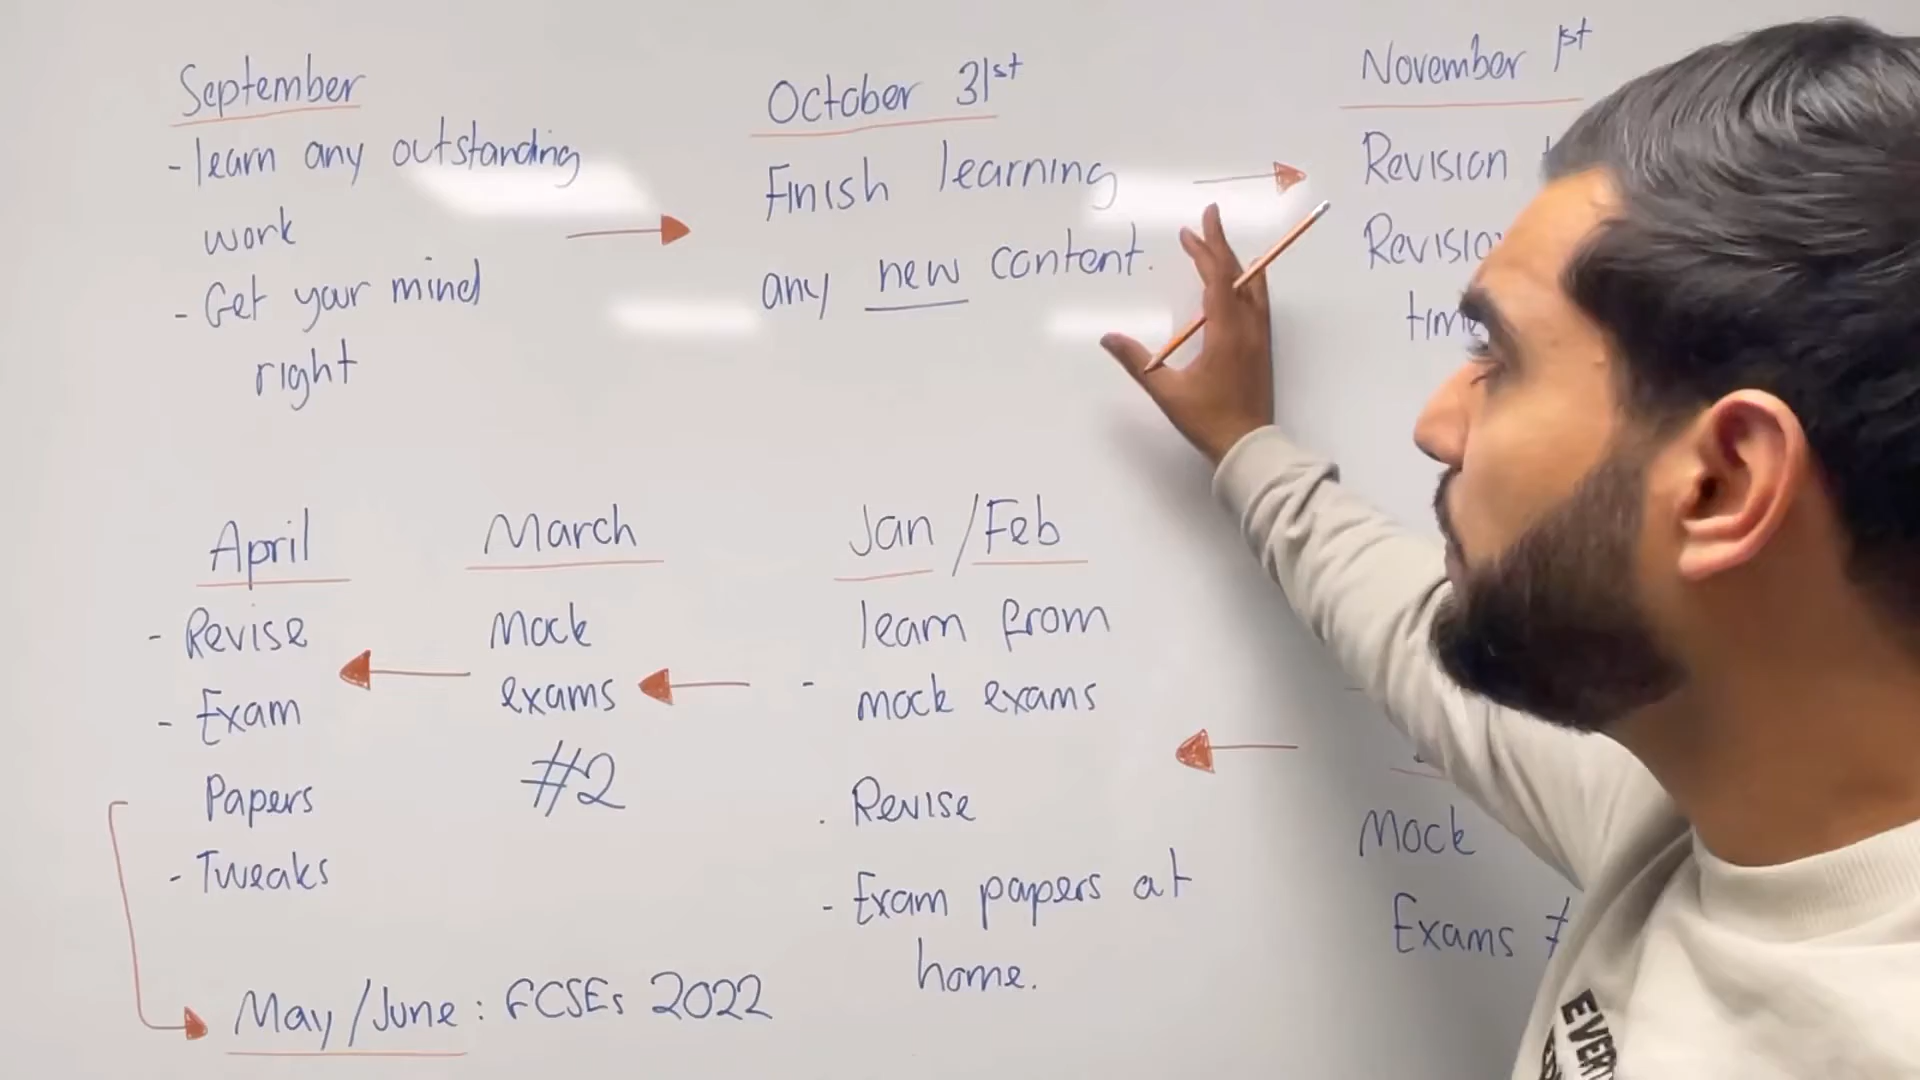 September
- learn any outstanding
work
- Get your mind
right
October 31st
Finish learning
any new content.
November 1st
Revision
Revision
time
Mock
Exams
Jan / Feb
- learn from
mock exams
. Revise
- Exam papers at
home.
March
Mock
exams
#2
April
- Revise
- Exam
Papers
- Tweaks
May/June: GCSEs 2022